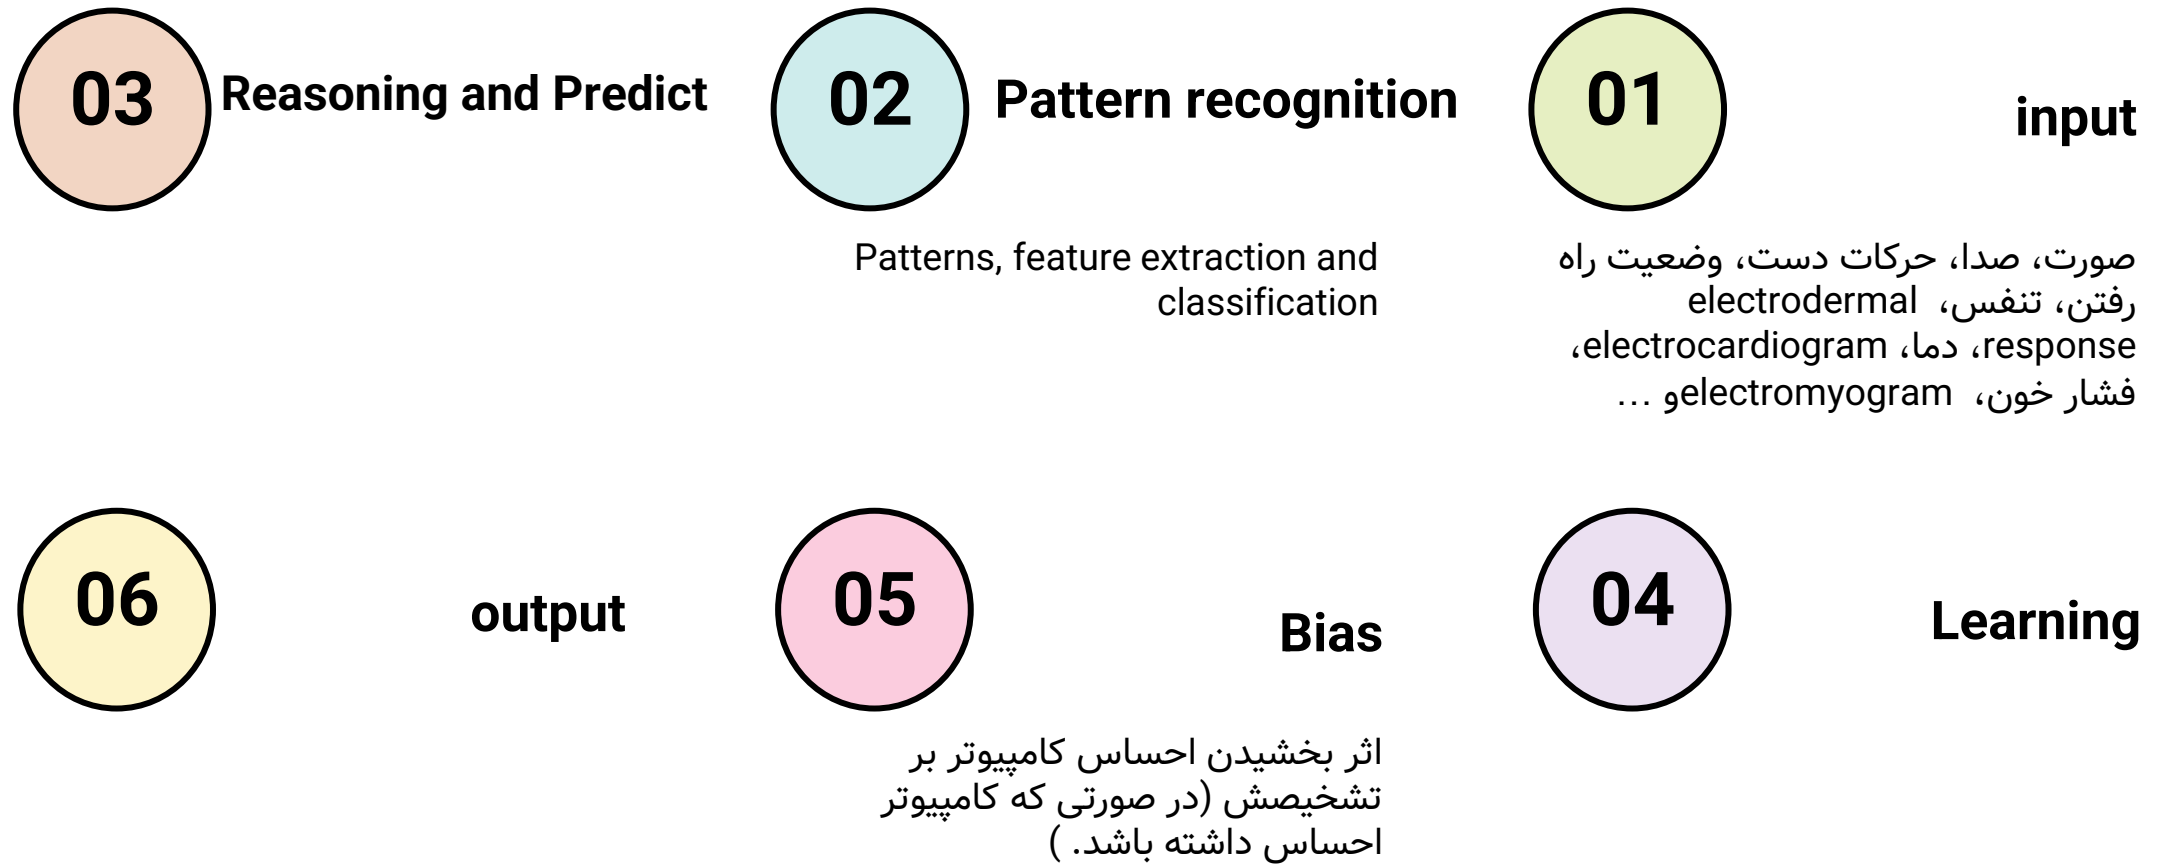 01
input
صورت، صدا، حرکات دست، وضعیت راه
رفتن، تنفس، electrodermal
response، دما، electrocardiogram،
فشار خون، electromyogramو ...
02
Pattern recognition
Patterns, feature extraction and
classification
03
Reasoning and Predict
04
Learning
05
Bias
اثر بخشیدن احساس کامپیوتر بر
تشخیصش (در صورتی که کامپیوتر
احساس داشته باشد. )
06
output